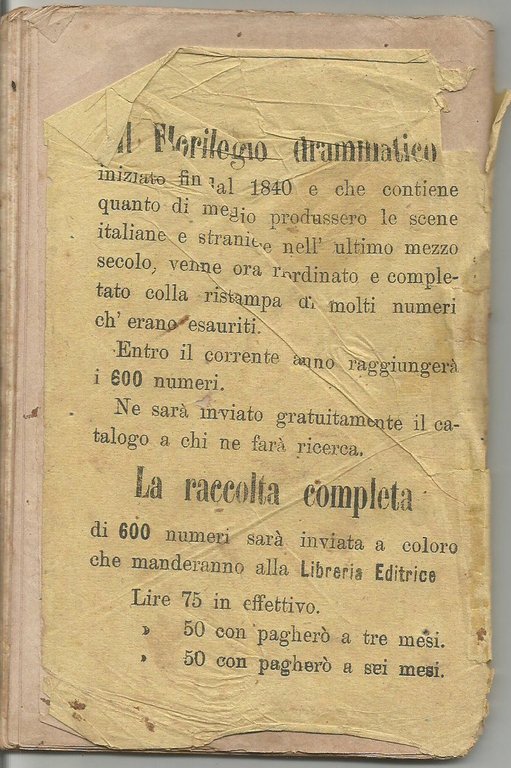 Il Florilegio drammatico
iniziato fin dal 1840 e che contiene
quanto di megio produssero le scene
italiane e straniee nell' ultimo mezzo
secolo, venne ora rordinato e comple-
tato colla ristampa di molti numeri
ch' erano esauriti.
Entro il corrente anno raggiungerà
i 600 numeri.
Ne sarà inviato gratuitamente il ca-
talogo a chi ne farà ricerca.
La raccolta completa
di 600 numeri sarà inviata a coloro
che manderanno alla Libreria Editrice
Lire 75 in effettivo.
» 50 con pagherò a tre mesi.
» 50 con pagherò a sei mesi.